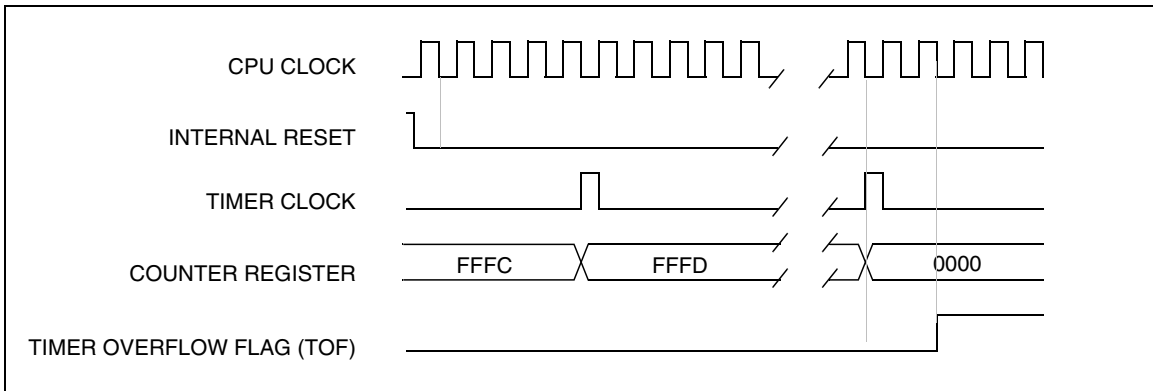 CPU CLOCK
INTERNAL RESET
TIMER CLOCK
COUNTER REGISTER FFFC FFFD 0000
TIMER OVERFLOW FLAG (TOF)